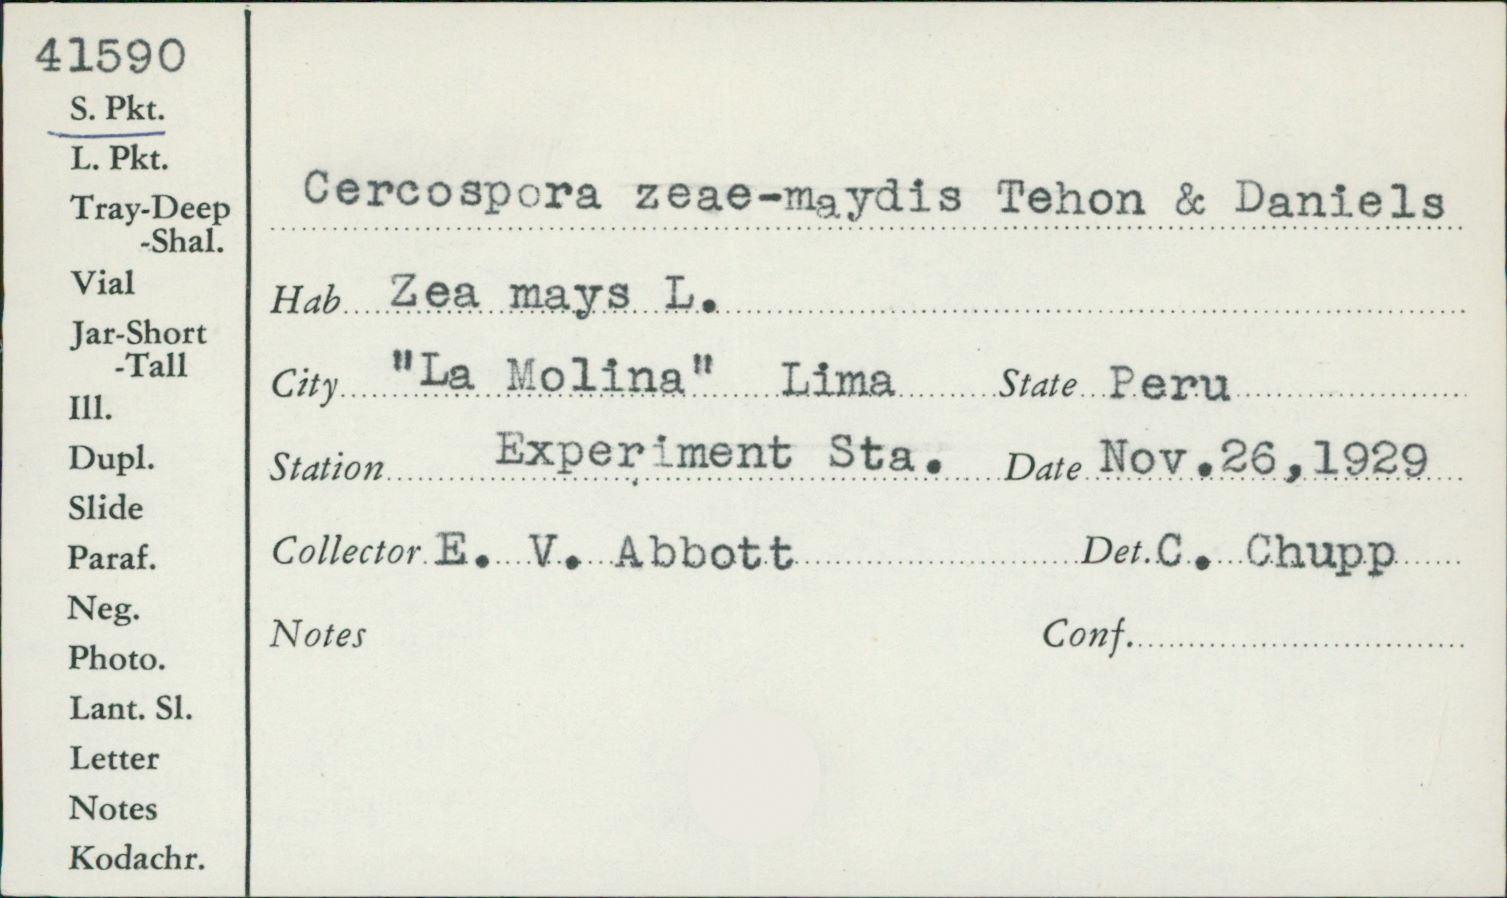 41590
S. Pkt.
L. Pkt.
Tray-Deep
-Shal.
Vial
Jar-Short
-Tall
Ill.
Dupl.
Slide
Paraf.
Neg.
Photo.
Lant. Sl.
Letter
Notes
Kodachr.
Cercospora zeae-maydis Tehon & Daniels
Hab Zea mays L.
City "La Molina" Lima State Peru
Station Experiment Sta. Date Nov.26,1929
Collector E. V. Abbott Det. C. Chupp
Notes Conf.